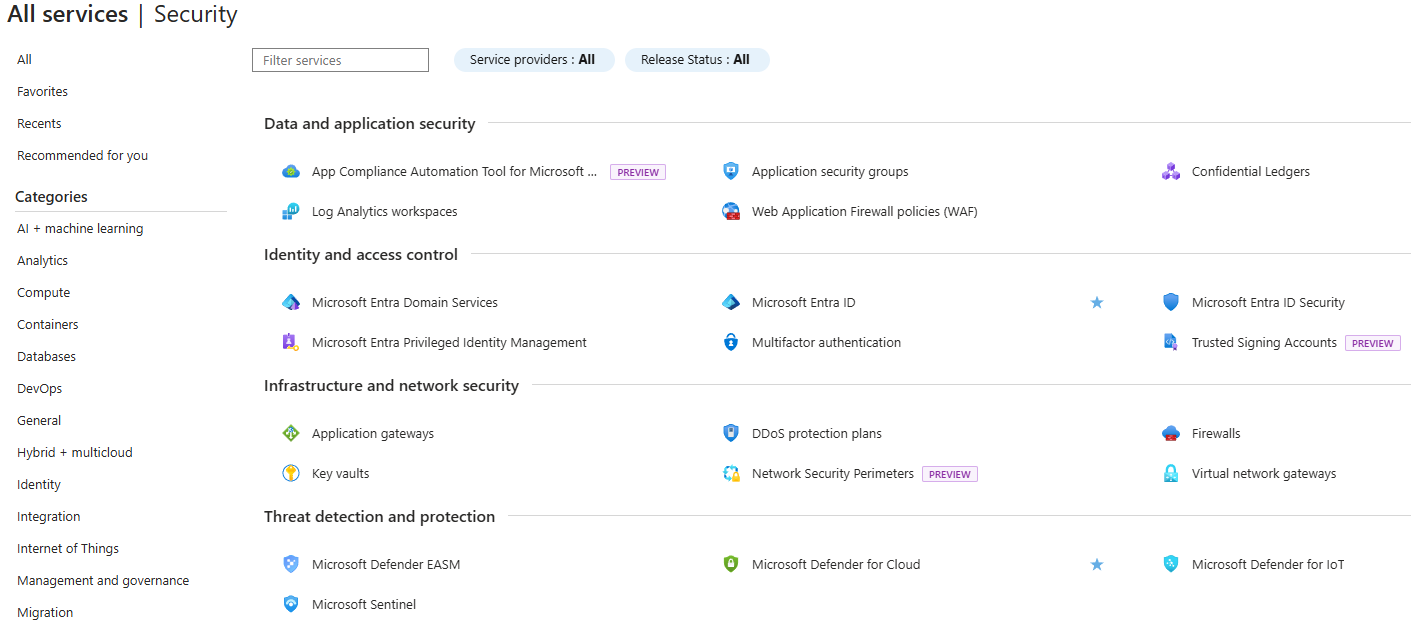 All services | Security
All
Favorites
Recents
Recommended for you
Categories
AI + machine learning
Analytics
Compute
Containers
Databases
DevOps
General
Hybrid + multicloud
Identity
Integration
Internet of Things
Management and governance
Migration
Filter services
Service providers : All
Release Status : All
Data and application security
App Compliance Automation Tool for Microsoft ... PREVIEW
Application security groups
Confidential Ledgers
Log Analytics workspaces
Web Application Firewall policies (WAF)
Identity and access control
Microsoft Entra Domain Services
Microsoft Entra ID
Microsoft Entra ID Security
Microsoft Entra Privileged Identity Management
Multifactor authentication
Trusted Signing Accounts PREVIEW
Infrastructure and network security
Application gateways
DDoS protection plans
Firewalls
Key vaults
Network Security Perimeters PREVIEW
Virtual network gateways
Threat detection and protection
Microsoft Defender EASM
Microsoft Defender for Cloud
Microsoft Defender for IoT
Microsoft Sentinel